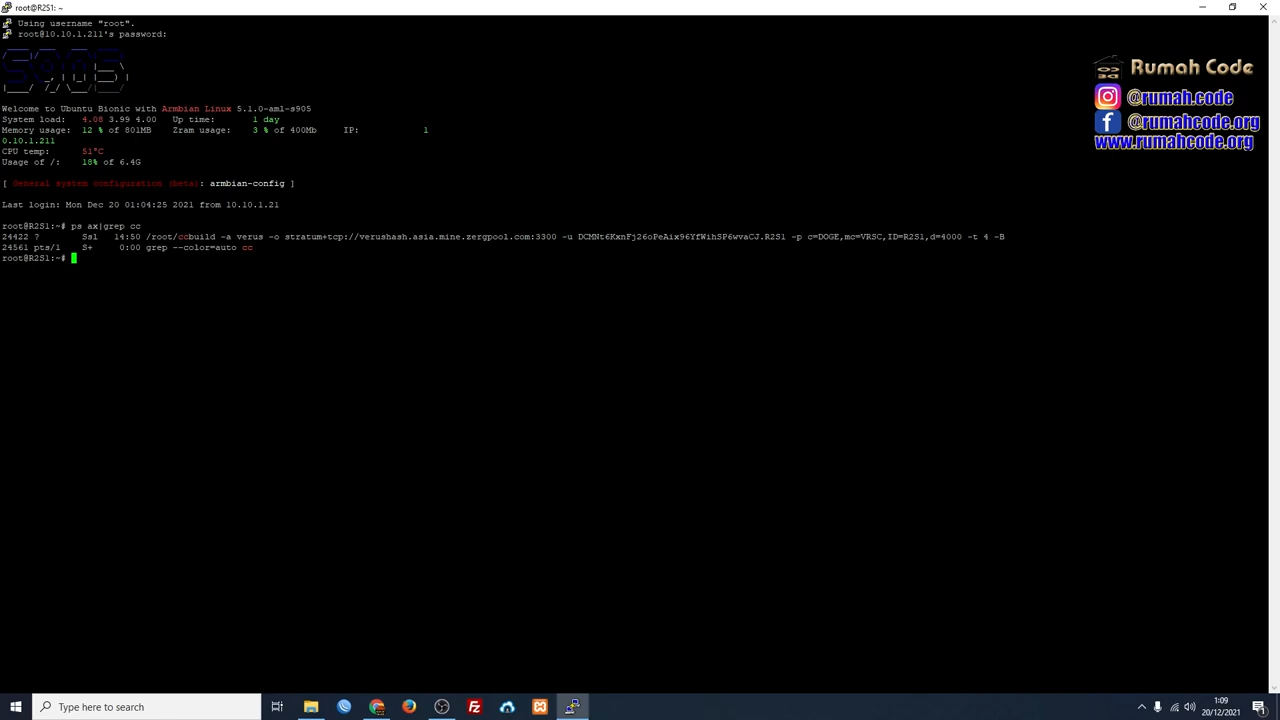 root@R2S1: ~
Using username "root".
root@10.10.1.211's password:
Welcome to Ubuntu Bionic with Armbian Linux 5.1.0-aml-s905
System load: 4.08 3.99 4.00 Up time: 1 day
Memory usage: 12 % of 801MB Zram usage: 3 % of 400Mb IP: 1
0.10.1.211
CPU temp: 51°C
Usage of /: 18% of 6.4G
[ General system configuration (beta): armbian-config ]
Last login: Mon Dec 20 01:04:25 2021 from 10.10.1.21
root@R2S1:~# ps ax|grep cc
24422 ? Ssl 14:50 /root/ccbuild -a verus -o stratum+tcp://verushash.asia.mine.zergpool.com:3300 -u DCMNt6KxnFj26oPeAix96YfWihSP6wvaCJ.R2S1 -p c=DOGE,mc=VRSC,ID=R2S1,d=4000 -t 4 -B
24561 pts/1 S+ 0:00 grep --color=auto cc
root@R2S1:~#
Rumah Code
@rumah.code
@rumahcode.org
www.rumahcode.org
Type here to search
1:09
20/12/2021